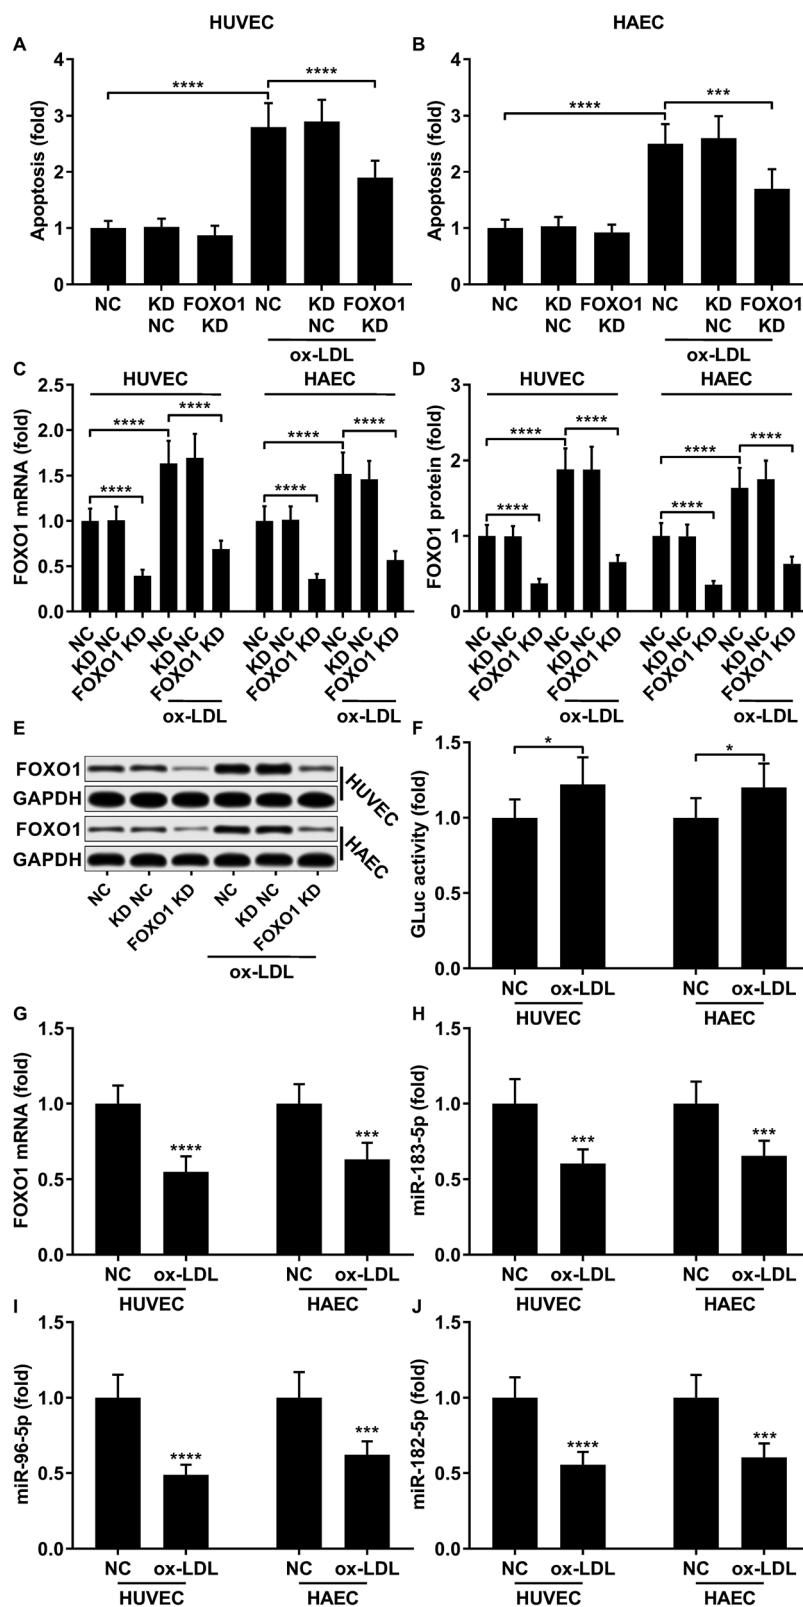 HUVEC HAEC
A B
Apoptosis (fold)
4
3
2
1
0
**** ****
NC KD NC FOXO1 KD NC KD NC FOXO1 KD
ox-LDL
Apoptosis (fold)
4
3
2
1
0
**** ***
NC KD NC FOXO1 KD NC KD NC FOXO1 KD
ox-LDL
C
HUVEC HAEC
FOXO1 mRNA (fold)
2.5
2.0
1.5
1.0
0.5
0.0
**** **** ****
**** **** ****
NC KD NC FOXO1 KD NC KD NC FOXO1 KD
ox-LDL
NC KD NC FOXO1 KD NC KD NC FOXO1 KD
ox-LDL
D
HUVEC HAEC
FOXO1 protein (fold)
3
2
1
0
**** **** ****
**** **** ****
NC KD NC FOXO1 KD NC KD NC FOXO1 KD
ox-LDL
NC KD NC FOXO1 KD NC KD NC FOXO1 KD
ox-LDL
E
FOXO1
GAPDH
HUVEC
FOXO1
GAPDH
HAEC
NC KD NC FOXO1 KD NC KD NC FOXO1 KD
ox-LDL
F
GLuc activity (fold)
1.5
1.0
0.5
0.0
* *
NC ox-LDL NC ox-LDL
HUVEC HAEC
G
FOXO1 mRNA (fold)
1.5
1.0
0.5
0.0
**** ***
NC ox-LDL NC ox-LDL
HUVEC HAEC
H
miR-183-5p (fold)
1.5
1.0
0.5
0.0
*** ***
NC ox-LDL NC ox-LDL
HUVEC HAEC
I
miR-96-5p (fold)
1.5
1.0
0.5
0.0
**** ***
NC ox-LDL NC ox-LDL
HUVEC HAEC
J
miR-182-5p (fold)
1.5
1.0
0.5
0.0
**** ***
NC ox-LDL NC ox-LDL
HUVEC HAEC